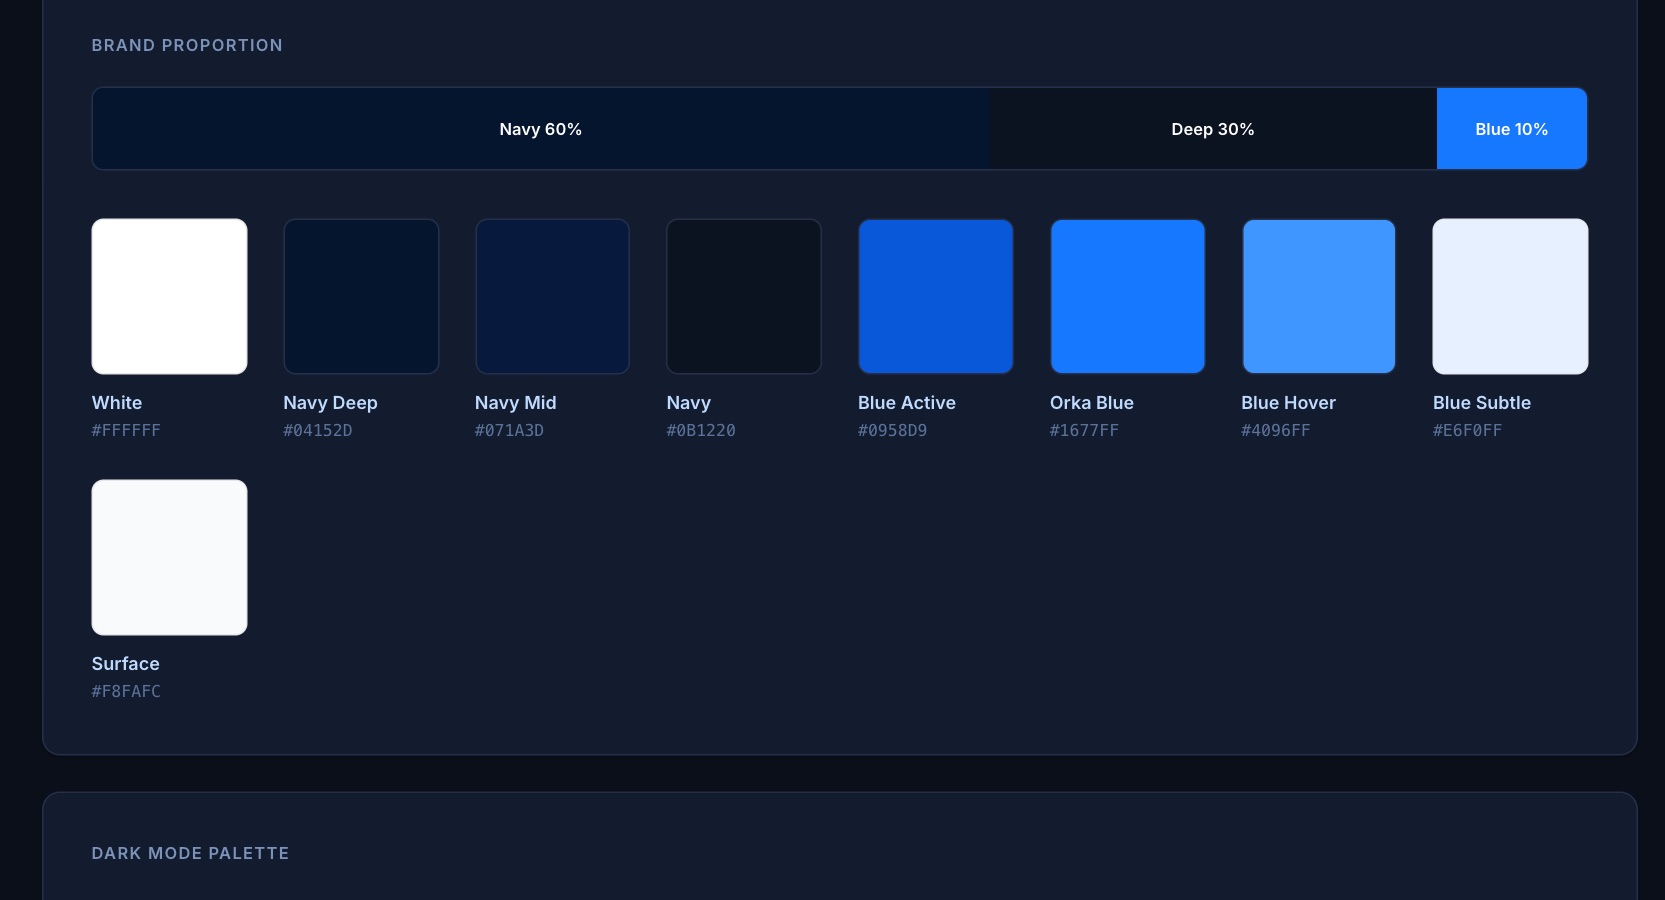 BRAND PROPORTION
Navy 60% Deep 30% Blue 10%
White Navy Deep Navy Mid Navy Blue Active Orka Blue Blue Hover Blue Subtle
#FFFFFF #04152D #071A3D #0B1220 #0958D9 #1677FF #4096FF #E6F0FF
Surface
#F8FAFC
DARK MODE PALETTE